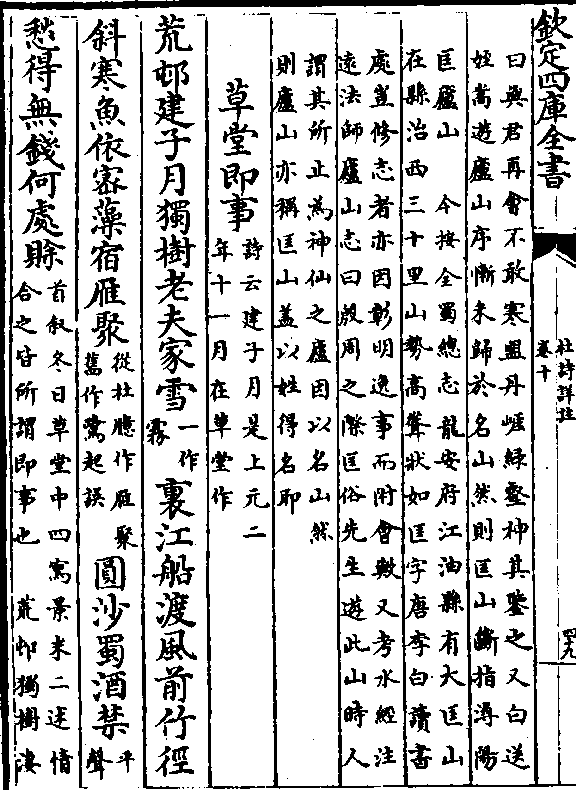 欽定四庫全書
杜詩詳註
卷十
四九
曰與君再會不敢寒盟丹崕綠壑神其鑒之又白送
姪耑遊廬山序慚未歸於名山然則匡山斷指潯陽
匡廬山 今按全蜀總志龍安府江油縣有大匡山
在縣治西三十里山勢高聳狀如匡字唐李白讀書
處豈修志者亦因彰明逸事而附會歟又考水經注
遠法師廬山志曰殷周之際匡俗先生遊此山時人
謂其所止為神仙之廬因以名山然
則廬山亦稱匡山蓋以姓得名耶
草堂即事 詩云建子月是上元二年十一月在草堂作
荒邨建子月獨樹老夫家雪一作霧裏江船渡風前竹徑
斜寒魚依密藻宿雁聚從杜臆作雁聚舊作鷺起誤圓沙蜀酒禁平聲
愁得無錢何處賒首叙冬日草堂中四寫景末二述情合之皆所謂即事也 荒邨獨樹凄